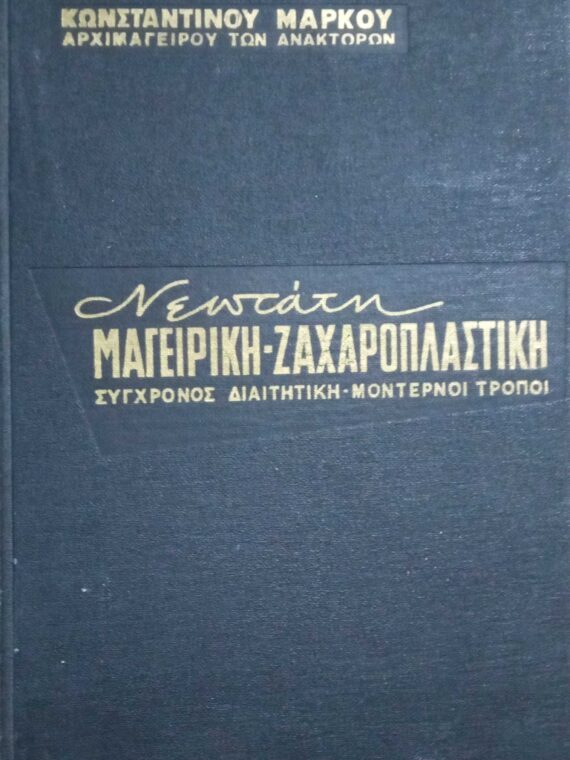 ΚΩΝΣΤΑΝΤΙΝΟΥ ΜΑΡΚΟΥ
ΑΡΧΙΜΑΓΕΙΡΟΥ ΤΩΝ ΑΝΑΚΤΟΡΩΝ
Νεωτάτη
ΜΑΓΕΙΡΙΚΗ-ΖΑΧΑΡΟΠΛΑΣΤΙΚΗ
ΣΥΓΧΡΟΝΟΣ ΔΙΑΙΤΗΤΙΚΗ-ΜΟΝΤΕΡΝΟΙ ΤΡΟΠΟΙ